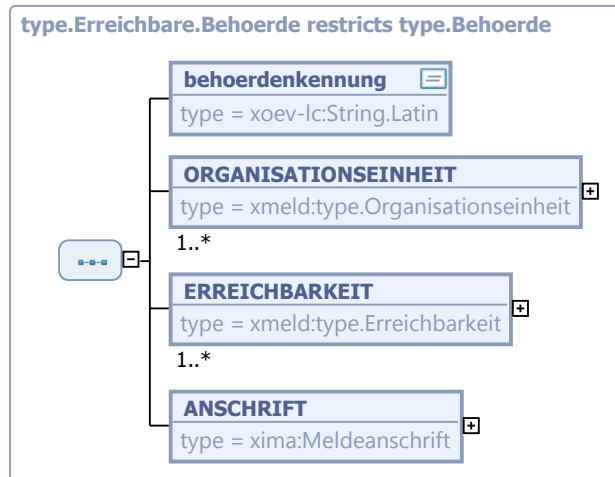 type.Erreichbare.Behoerde restricts type.Behoerde
behoerdenkennung
type = xoev-lc:String.Latin
ORGANISATIONSEINHEIT
type = xmeld:type.Organisationseinheit
1..*
ERREICHBARKEIT
type = xmeld:type.Erreichbarkeit
1..*
ANSCHRIFT
type = xima:Meldeanschrift